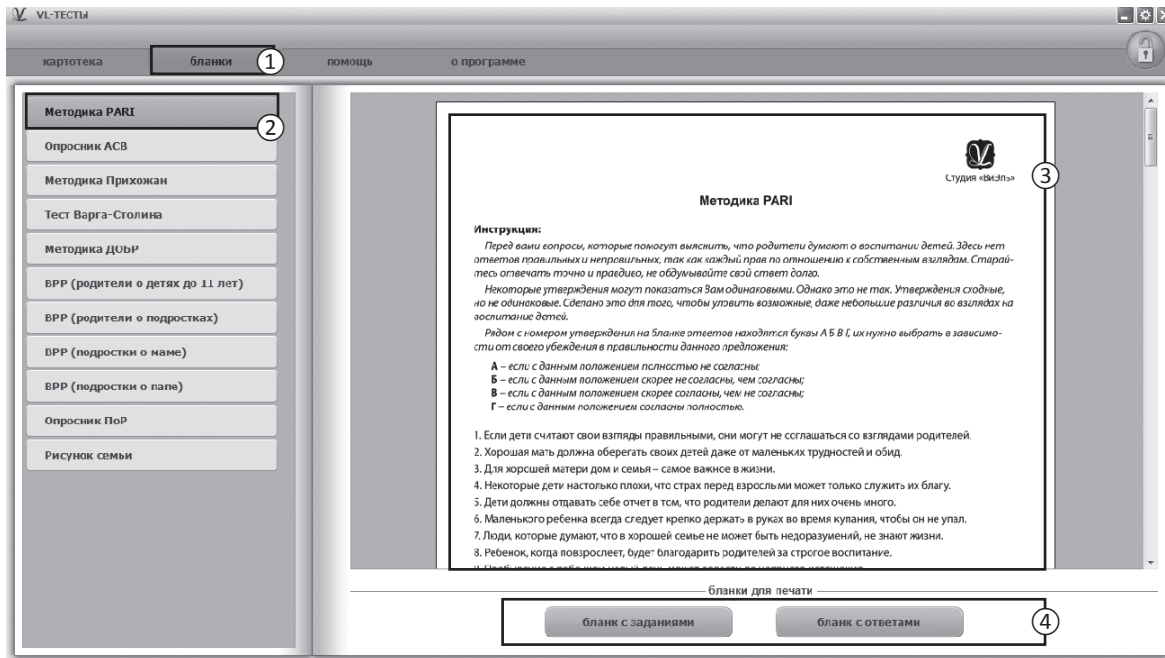 VL-ТЕСТЫ
картотека
бланки
1
помощь
о программе
Методика PARI
2
Опросник АСВ
Методика Прихожан
Тест Варга-Столина
Методика ДОБР
ВРР (родители о детях до 11 лет)
ВРР (родители о подростках)
ВРР (подростки о маме)
ВРР (подростки о папе)
Опросник ПоР
Рисунок семьи
VL
Студия «ВиЭль»
3
Методика PARI
Инструкция:
Перед вами вопросы, которые помогут выяснить, что родители думают о воспитании детей. Здесь нет
ответов правильных и неправильных, так как каждый прав по отношению к собственным взглядам. Старай-
тесь отвечать точно и правдиво, не обдумывайте свой ответ долго.
Некоторые утверждения могут показаться Вам одинаковыми. Однако это не так. Утверждения сходные,
но не одинаковые. Сделано это для того, чтобы уловить возможные, даже небольшие различия во взглядах на
воспитание детей.
Рядом с номером утверждения на бланке ответов находятся буквы А Б В Г, их нужно выбрать в зависимо-
сти от своего убеждения в правильности данного предложения:
А – если с данным положением полностью не согласны;
Б – если с данным положением скорее не согласны, чем согласны;
В – если с данным положением скорее согласны, чем не согласны;
Г – если с данным положением согласны полностью.
1. Если дети считают свои взгляды правильными, они могут не соглашаться со взглядами родителей.
2. Хорошая мать должна оберегать своих детей даже от маленьких трудностей и обид.
3. Для хорошей матери дом и семья – самое важное в жизни.
4. Некоторые дети настолько плохи, что страх перед взрослыми может только служить их благу.
5. Дети должны отдавать себе отчет в том, что родители делают для них очень много.
6. Маленького ребенка всегда следует крепко держать в руках во время купания, чтобы он не упал.
7. Люди, которые думают, что в хорошей семье не может быть недоразумений, не знают жизни.
8. Ребенок, когда повзрослеет, будет благодарить родителей за строгое воспитание.
бланки для печати
бланк с заданиями
бланк с ответами
4